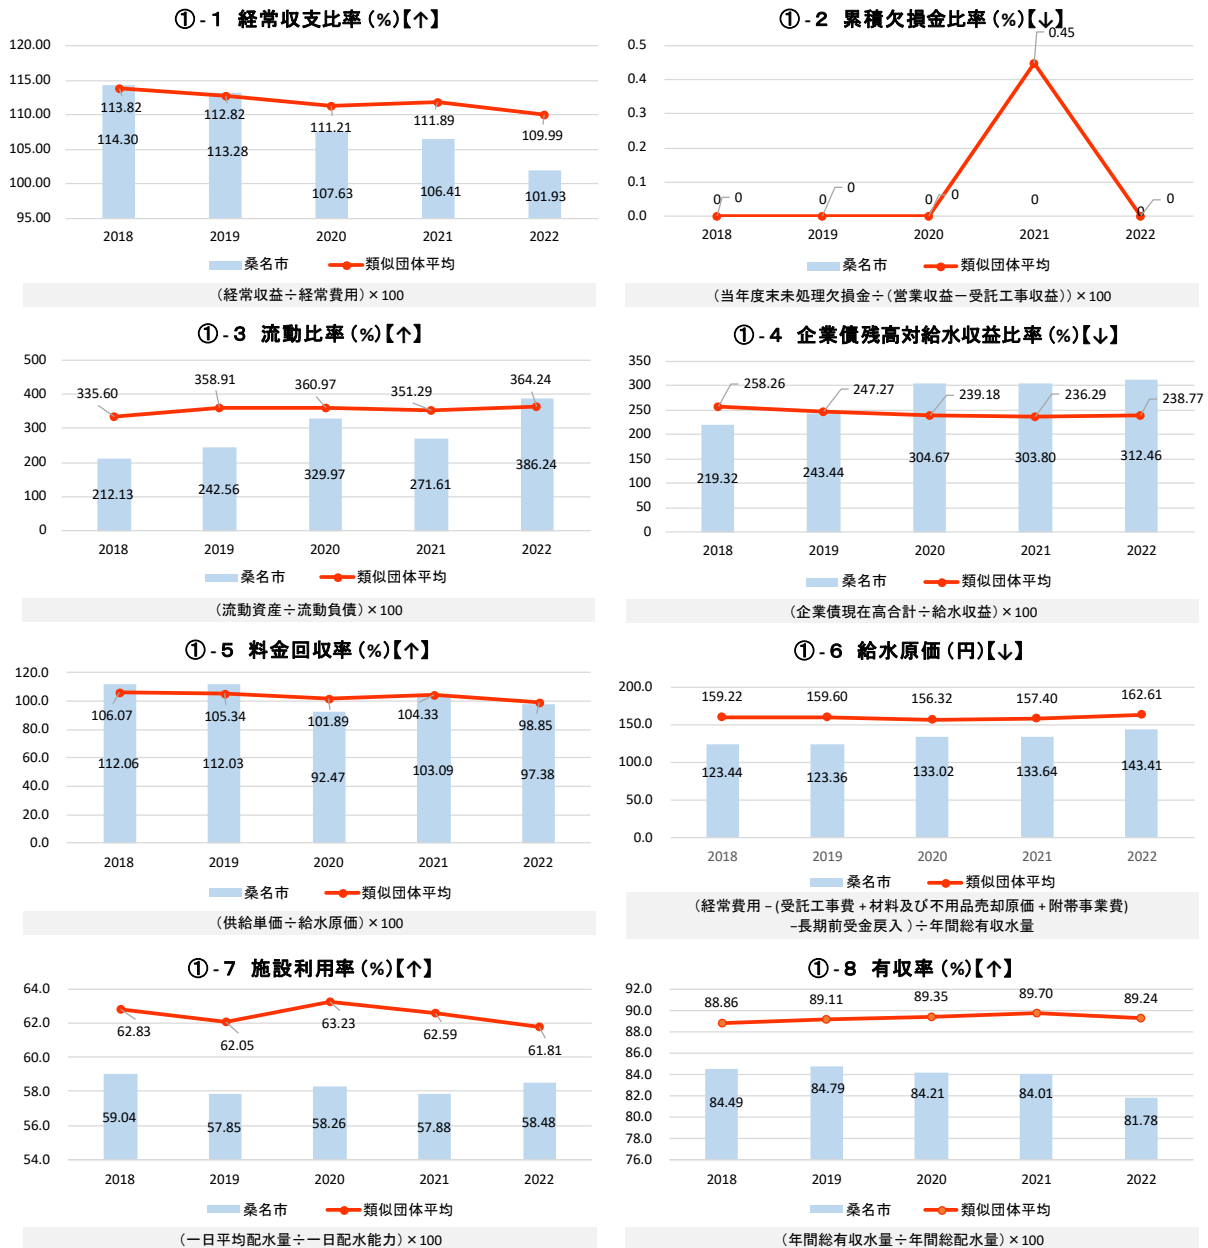 ①-1 経常収支比率(%)【↑】
120.00
115.00
110.00
105.00
100.00
95.00
113.82
112.82
111.21
111.89
109.99
114.30
113.28
107.63
106.41
101.93
2018 2019 2020 2021 2022
桑名市 類似団体平均
(経常収益÷経常費用)×100
①-2 累積欠損金比率(%)【↓】
0.5
0.4
0.3
0.2
0.1
0.0
0 0 0 0 0.45 0
0 0 0 0
2018 2019 2020 2021 2022
桑名市 類似団体平均
(当年度末未処理欠損金÷(営業収益-受託工事収益))×100
①-3 流動比率(%)【↑】
500
400
300
200
100
0
335.60 358.91 360.97 351.29 364.24
212.13 242.56 329.97 271.61 386.24
2018 2019 2020 2021 2022
桑名市 類似団体平均
(流動資産÷流動負債)×100
①-4 企業債残高対給水収益比率(%)【↓】
350
300
250
200
150
100
50
0
258.26 247.27 239.18 236.29 238.77
219.32 243.44 304.67 303.80 312.46
2018 2019 2020 2021 2022
桑名市 類似団体平均
(企業債現在高合計÷給水収益)×100
①-5 料金回収率(%)【↑】
120.0
100.0
80.0
60.0
40.0
20.0
0.0
106.07 105.34 101.89 104.33 98.85
112.06 112.03 92.47 103.09 97.38
2018 2019 2020 2021 2022
桑名市 類似団体平均
(供給単価÷給水原価)×100
①-6 給水原価(円)【↓】
200.0
150.0
100.0
50.0
0.0
159.22 159.60 156.32 157.40 162.61
123.44 123.36 133.02 133.64 143.41
2018 2019 2020 2021 2022
桑名市 類似団体平均
(経常費用-(受託工事費+材料及び不用品売却原価+附帯事業費)
-長期前受金戻入)÷年間総有収水量
①-7 施設利用率(%)【↑】
64.0
62.0
60.0
58.0
56.0
54.0
62.83 62.05 63.23 62.59 61.81
59.04 57.85 58.26 57.88 58.48
2018 2019 2020 2021 2022
桑名市 類似団体平均
(一日平均配水量÷一日配水能力)×100
①-8 有収率(%)【↑】
92.0
90.0
88.0
86.0
84.0
82.0
80.0
78.0
76.0
88.86 89.11 89.35 89.70 89.24
84.49 84.79 84.21 84.01 81.78
2018 2019 2020 2021 2022
桑名市 類似団体平均
(年間総有収水量÷年間総配水量)×100